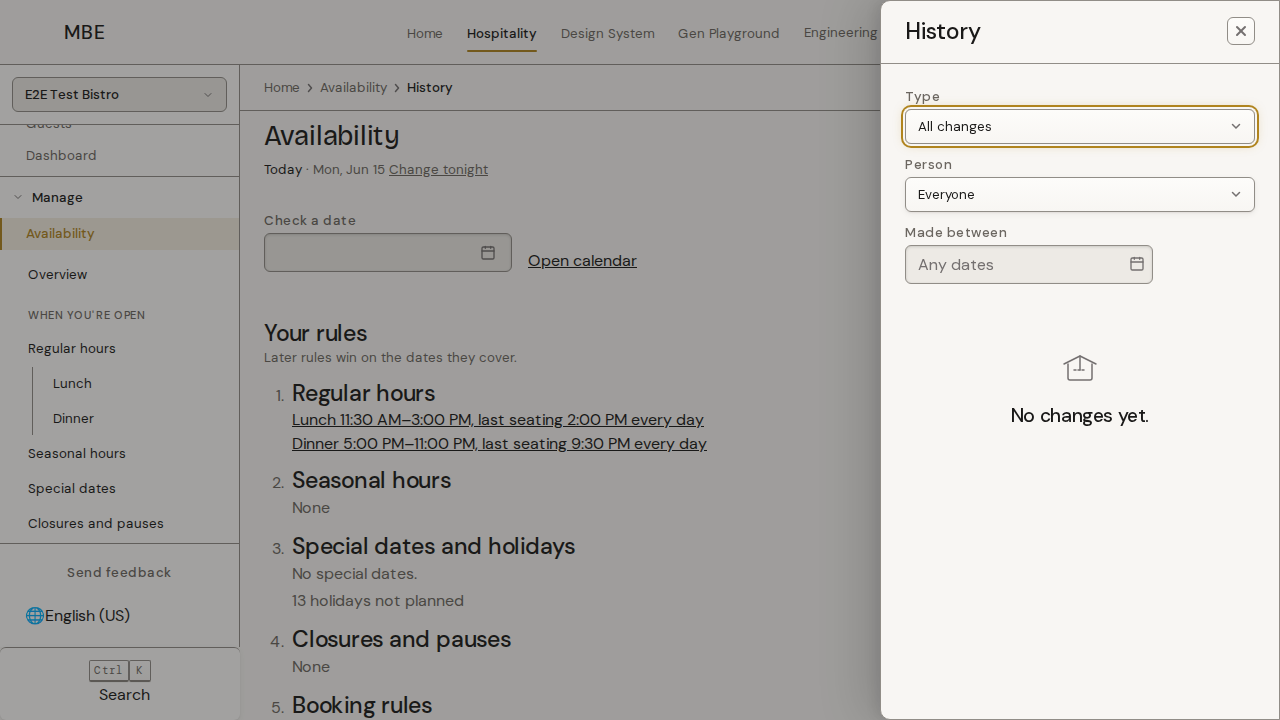 MBE
Home
Hospitality
Design System
Gen Playground
Engineering
E2E Test Bistro
Guests
Dashboard
Manage
Availability
Overview
WHEN YOU'RE OPEN
Regular hours
Lunch
Dinner
Seasonal hours
Special dates
Closures and pauses
Send feedback
English (US)
Ctrl K
Search
Home > Availability > History
Availability
Today · Mon, Jun 15 Change tonight
Check a date
Open calendar
Your rules
Later rules win on the dates they cover.
1. Regular hours
Lunch 11:30 AM–3:00 PM, last seating 2:00 PM every day
Dinner 5:00 PM–11:00 PM, last seating 9:30 PM every day
2. Seasonal hours
None
3. Special dates and holidays
No special dates.
13 holidays not planned
4. Closures and pauses
None
5. Booking rules
History
Type
All changes
Person
Everyone
Made between
Any dates
No changes yet.